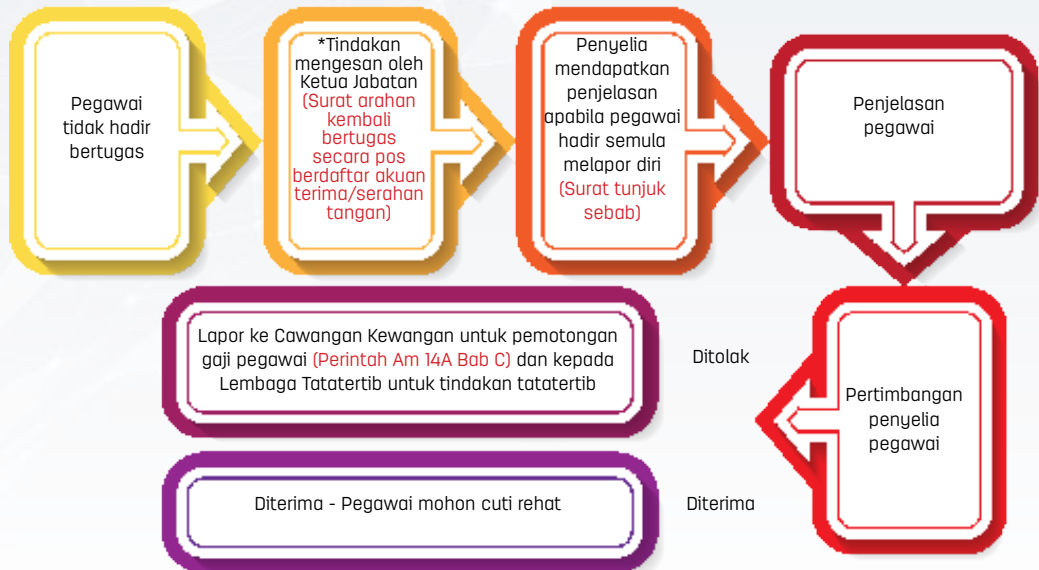 Pegawai
tidak hadir
bertugas
*Tindakan
mengesan oleh
Ketua Jabatan
(Surat arahan
kembali
bertugas
secara pos
berdaftar akuan
terima/serahan
tangan)
Penyelia
mendapatkan
penjelasan
apabila pegawai
hadir semula
melapor diri
(Surat tunjuk
sebab)
Penjelasan
pegawai
Pertimbangan
penyelia
pegawai
Ditolak
Lapor ke Cawangan Kewangan untuk pemotongan
gaji pegawai (Perintah Am 14A Bab C) dan kepada
Lembaga Tatatertib untuk tindakan tatatertib
Diterima
Diterima - Pegawai mohon cuti rehat